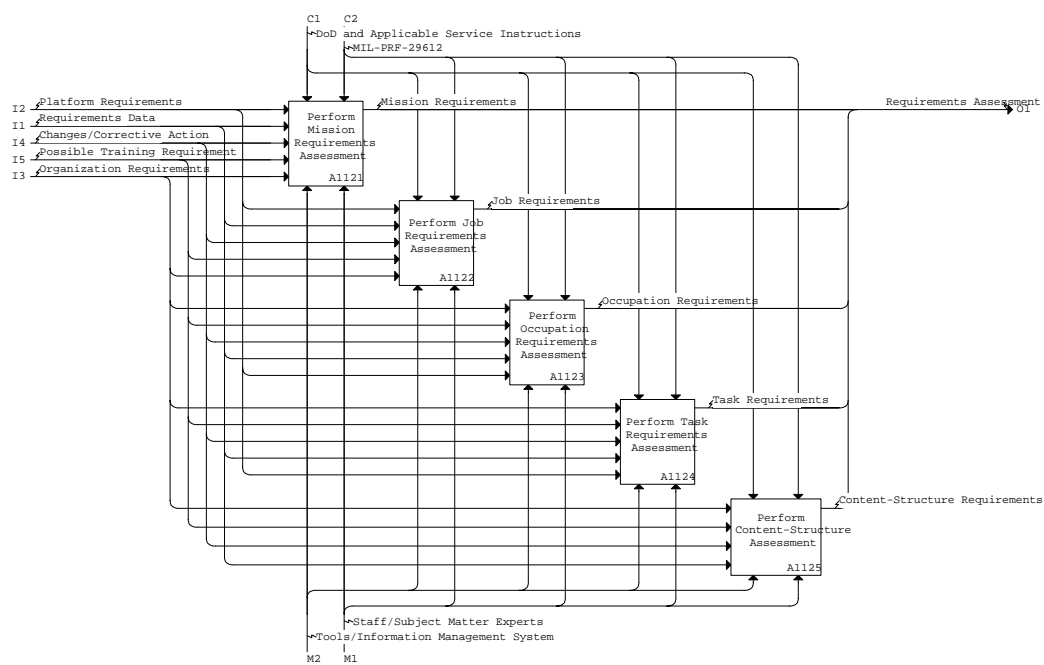 C1 C2
DoD and Applicable Service Instructions
MIL-PRF-29612
I2 Platform Requirements
I1 Requirements Data
I4 Changes/Corrective Action
I5 Possible Training Requirement
I3 Organization Requirements
Perform
Mission
Requirements
Assessment
A1121
Mission Requirements
Requirements Assessment
O1
Perform Job
Requirements
Assessment
A1122
Job Requirements
Perform
Occupation
Requirements
Assessment
A1123
Occupation Requirements
Perform Task
Requirements
Assessment
A1124
Task Requirements
Perform
Content-Structure
Assessment
A1125
Content-Structure Requirements
Staff/Subject Matter Experts
Tools/Information Management System
M2 M1